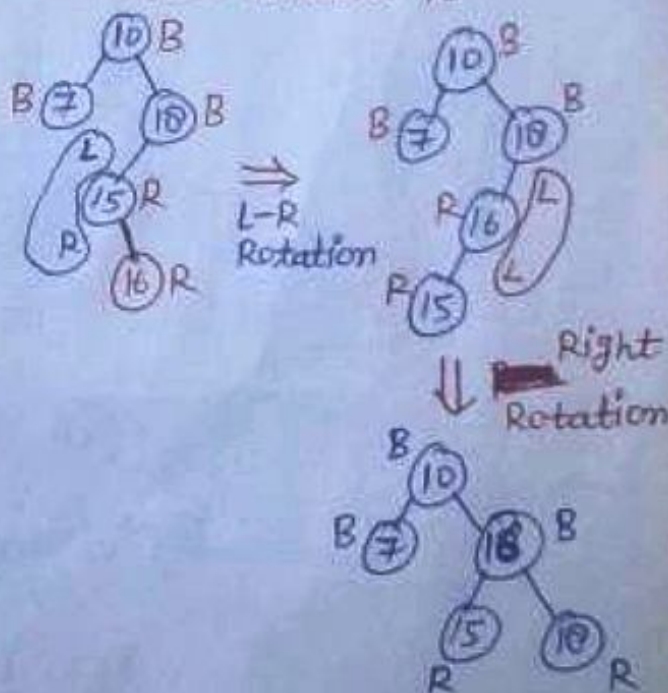 10 B
B 7
18 B
L
15 R
R
16 R
L-R
Rotation
10 B
B 7
18 B
R 16 L
L
R 15
Right
Rotation
B 10
B 7
16 B
15
18
R
R